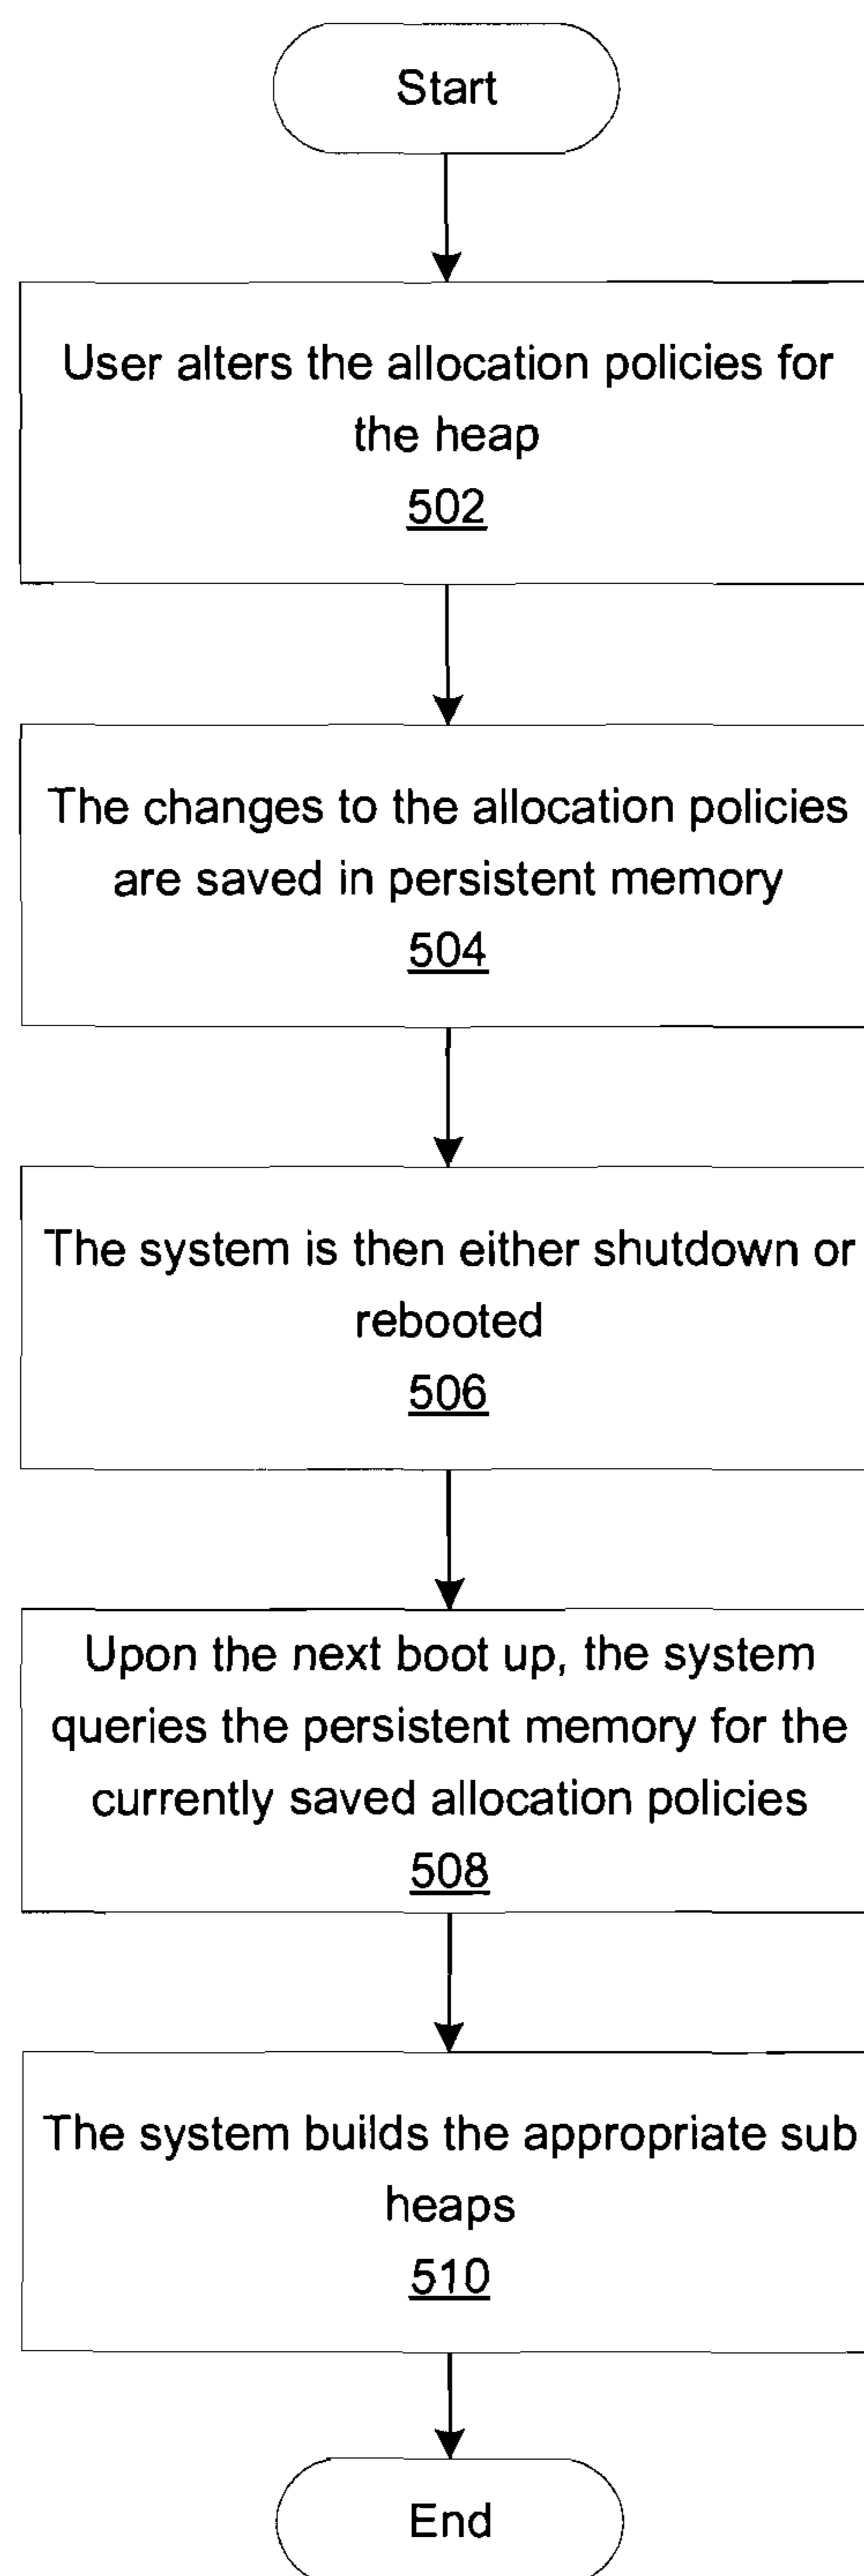 Start
User alters the allocation policies for
the heap
502
The changes to the allocation policies
are saved in persistent memory
504
The system is then either shutdown or
rebooted
506
Upon the next boot up, the system
queries the persistent memory for the
currently saved allocation policies
508
The system builds the appropriate sub
heaps
510
End